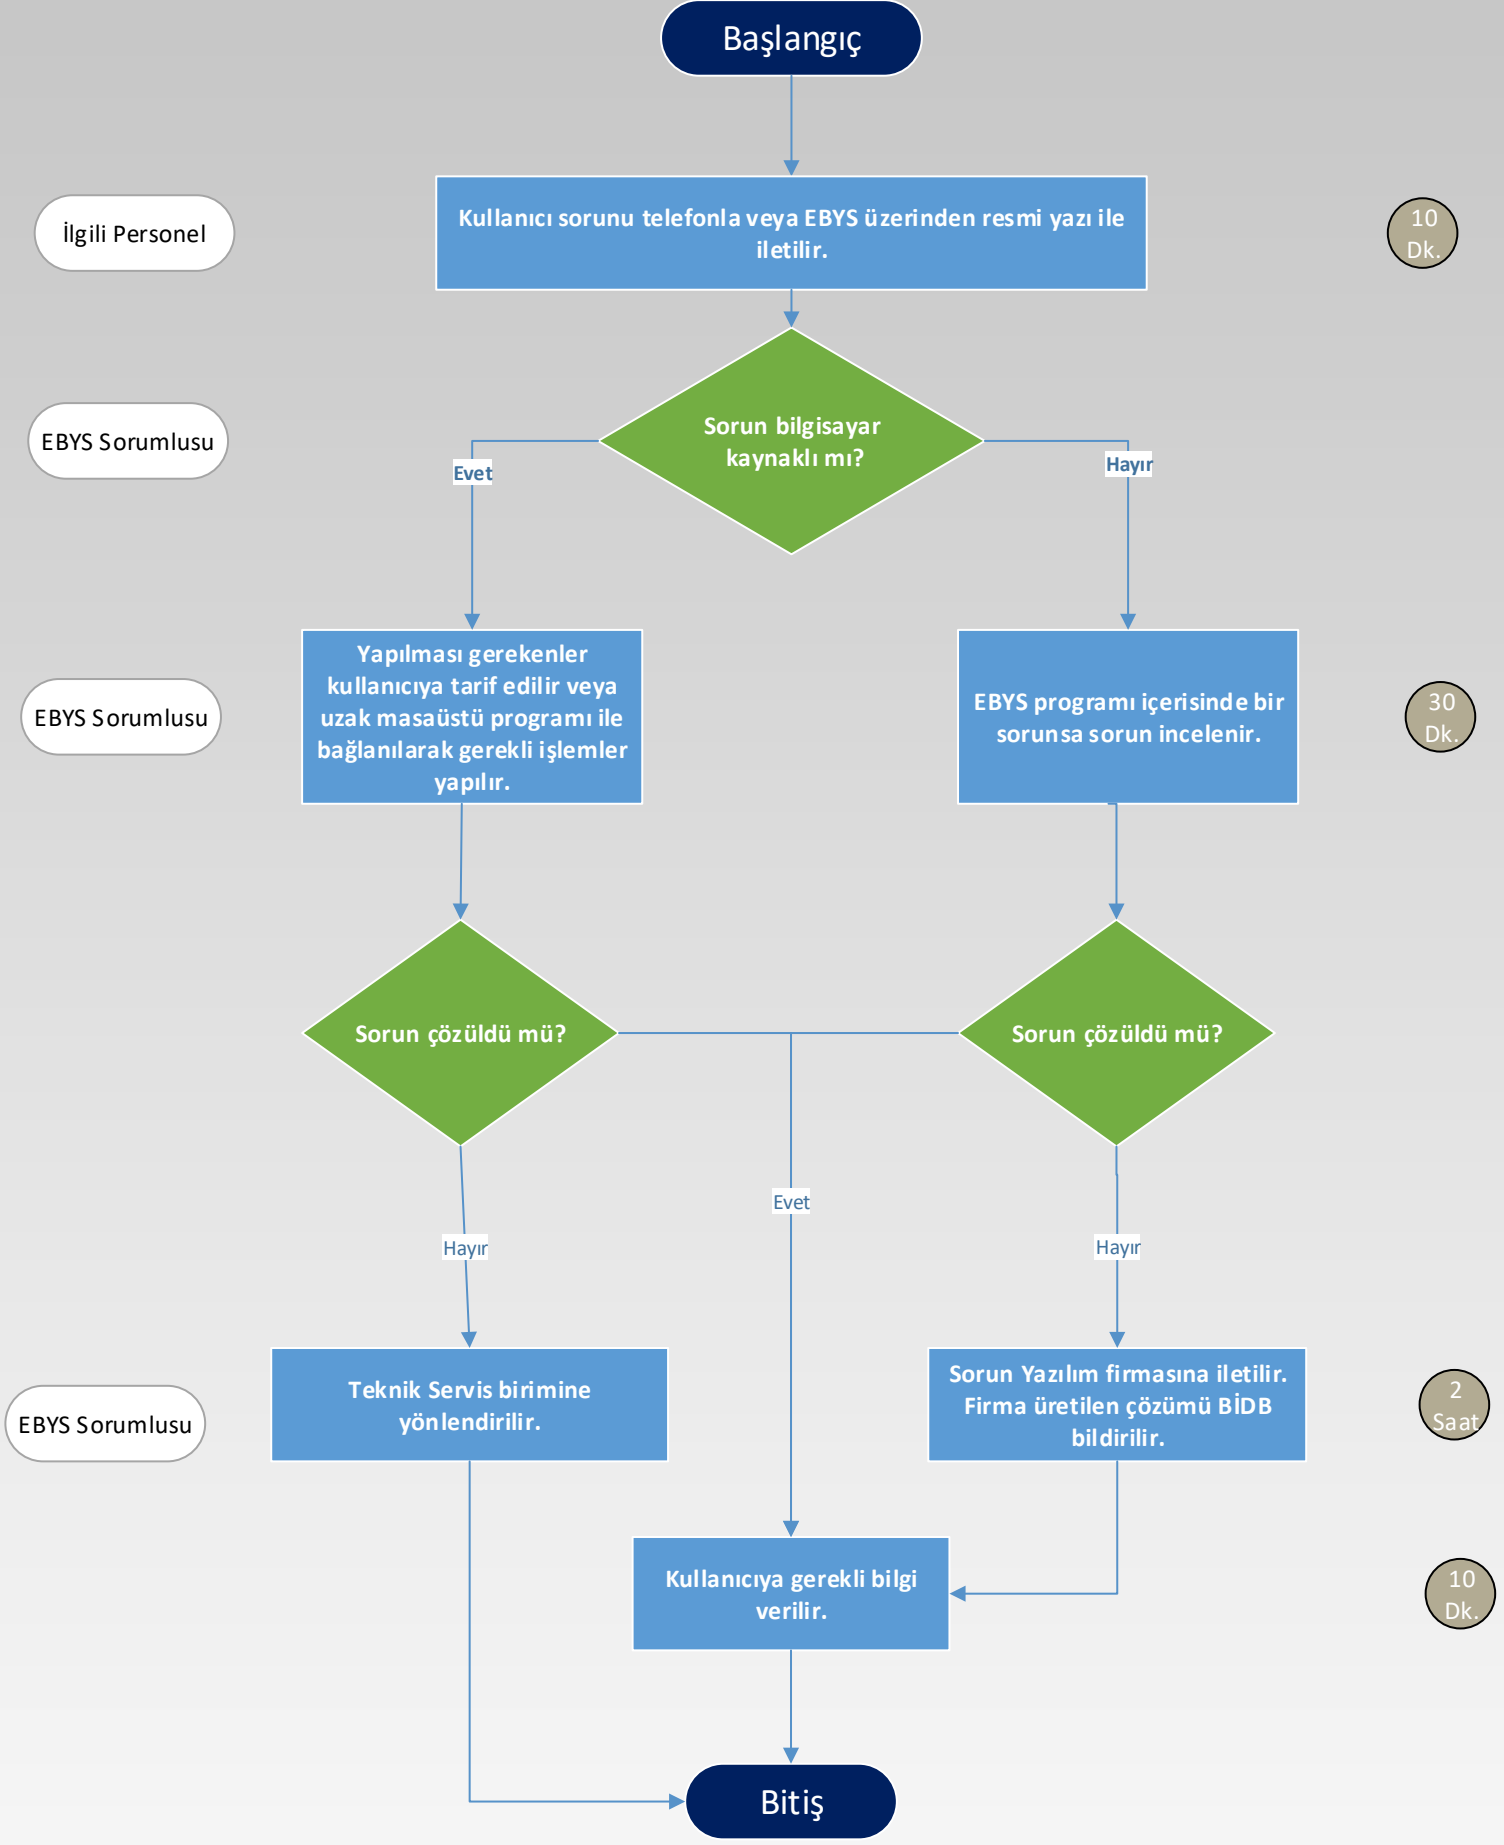 Başlangıç
İlgili Personel
Kullanıcı sorunu telefonla veya EBYS üzerinden resmi yazı ile
iletilir.
10
Dk.
EBYS Sorumlusu
Sorun bilgisayar
kaynaklı mı?
Evet
Hayır
EBYS Sorumlusu
Yapılması gerekenler
kullanıcıya tarif edilir veya
uzak masaüstü programı ile
bağlanılarak gerekli işlemler
yapılır.
EBYS programı içerisinde bir
sorunsa sorun incelenir.
30
Dk.
Sorun çözüldü mü?
Sorun çözüldü mü?
Evet
Hayır
Hayır
EBYS Sorumlusu
Teknik Servis birimine
yönlendirilir.
Sorun Yazılım firmasına iletilir.
Firma üretilen çözümü BİDB
bildirilir.
2
Saat
Kullanıcıya gerekli bilgi
verilir.
10
Dk.
Bitiş